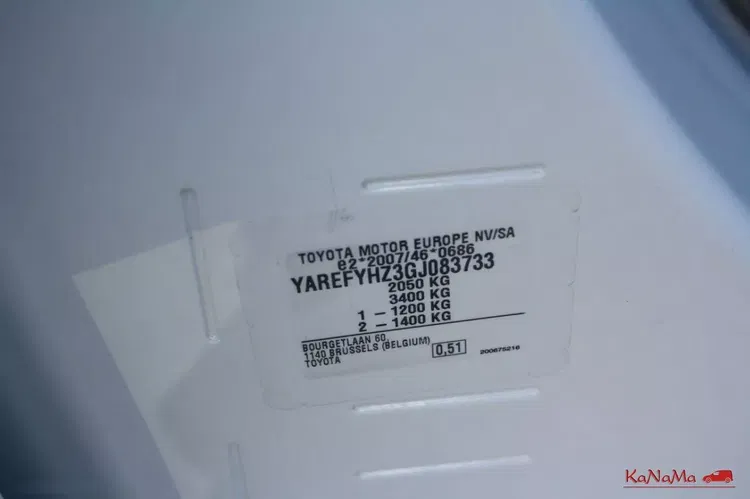 TOYOTA MOTOR EUROPE NV/SA
e2*2007/46*0686
YAREFYHZ3GJ083733
2050 KG
3400 KG
1 - 1200 KG
2 - 1400 KG
BOURGETLAAN 60,
1140 BRUSSELS (BELGIUM)
TOYOTA
0,51
200675216
KaNaMa